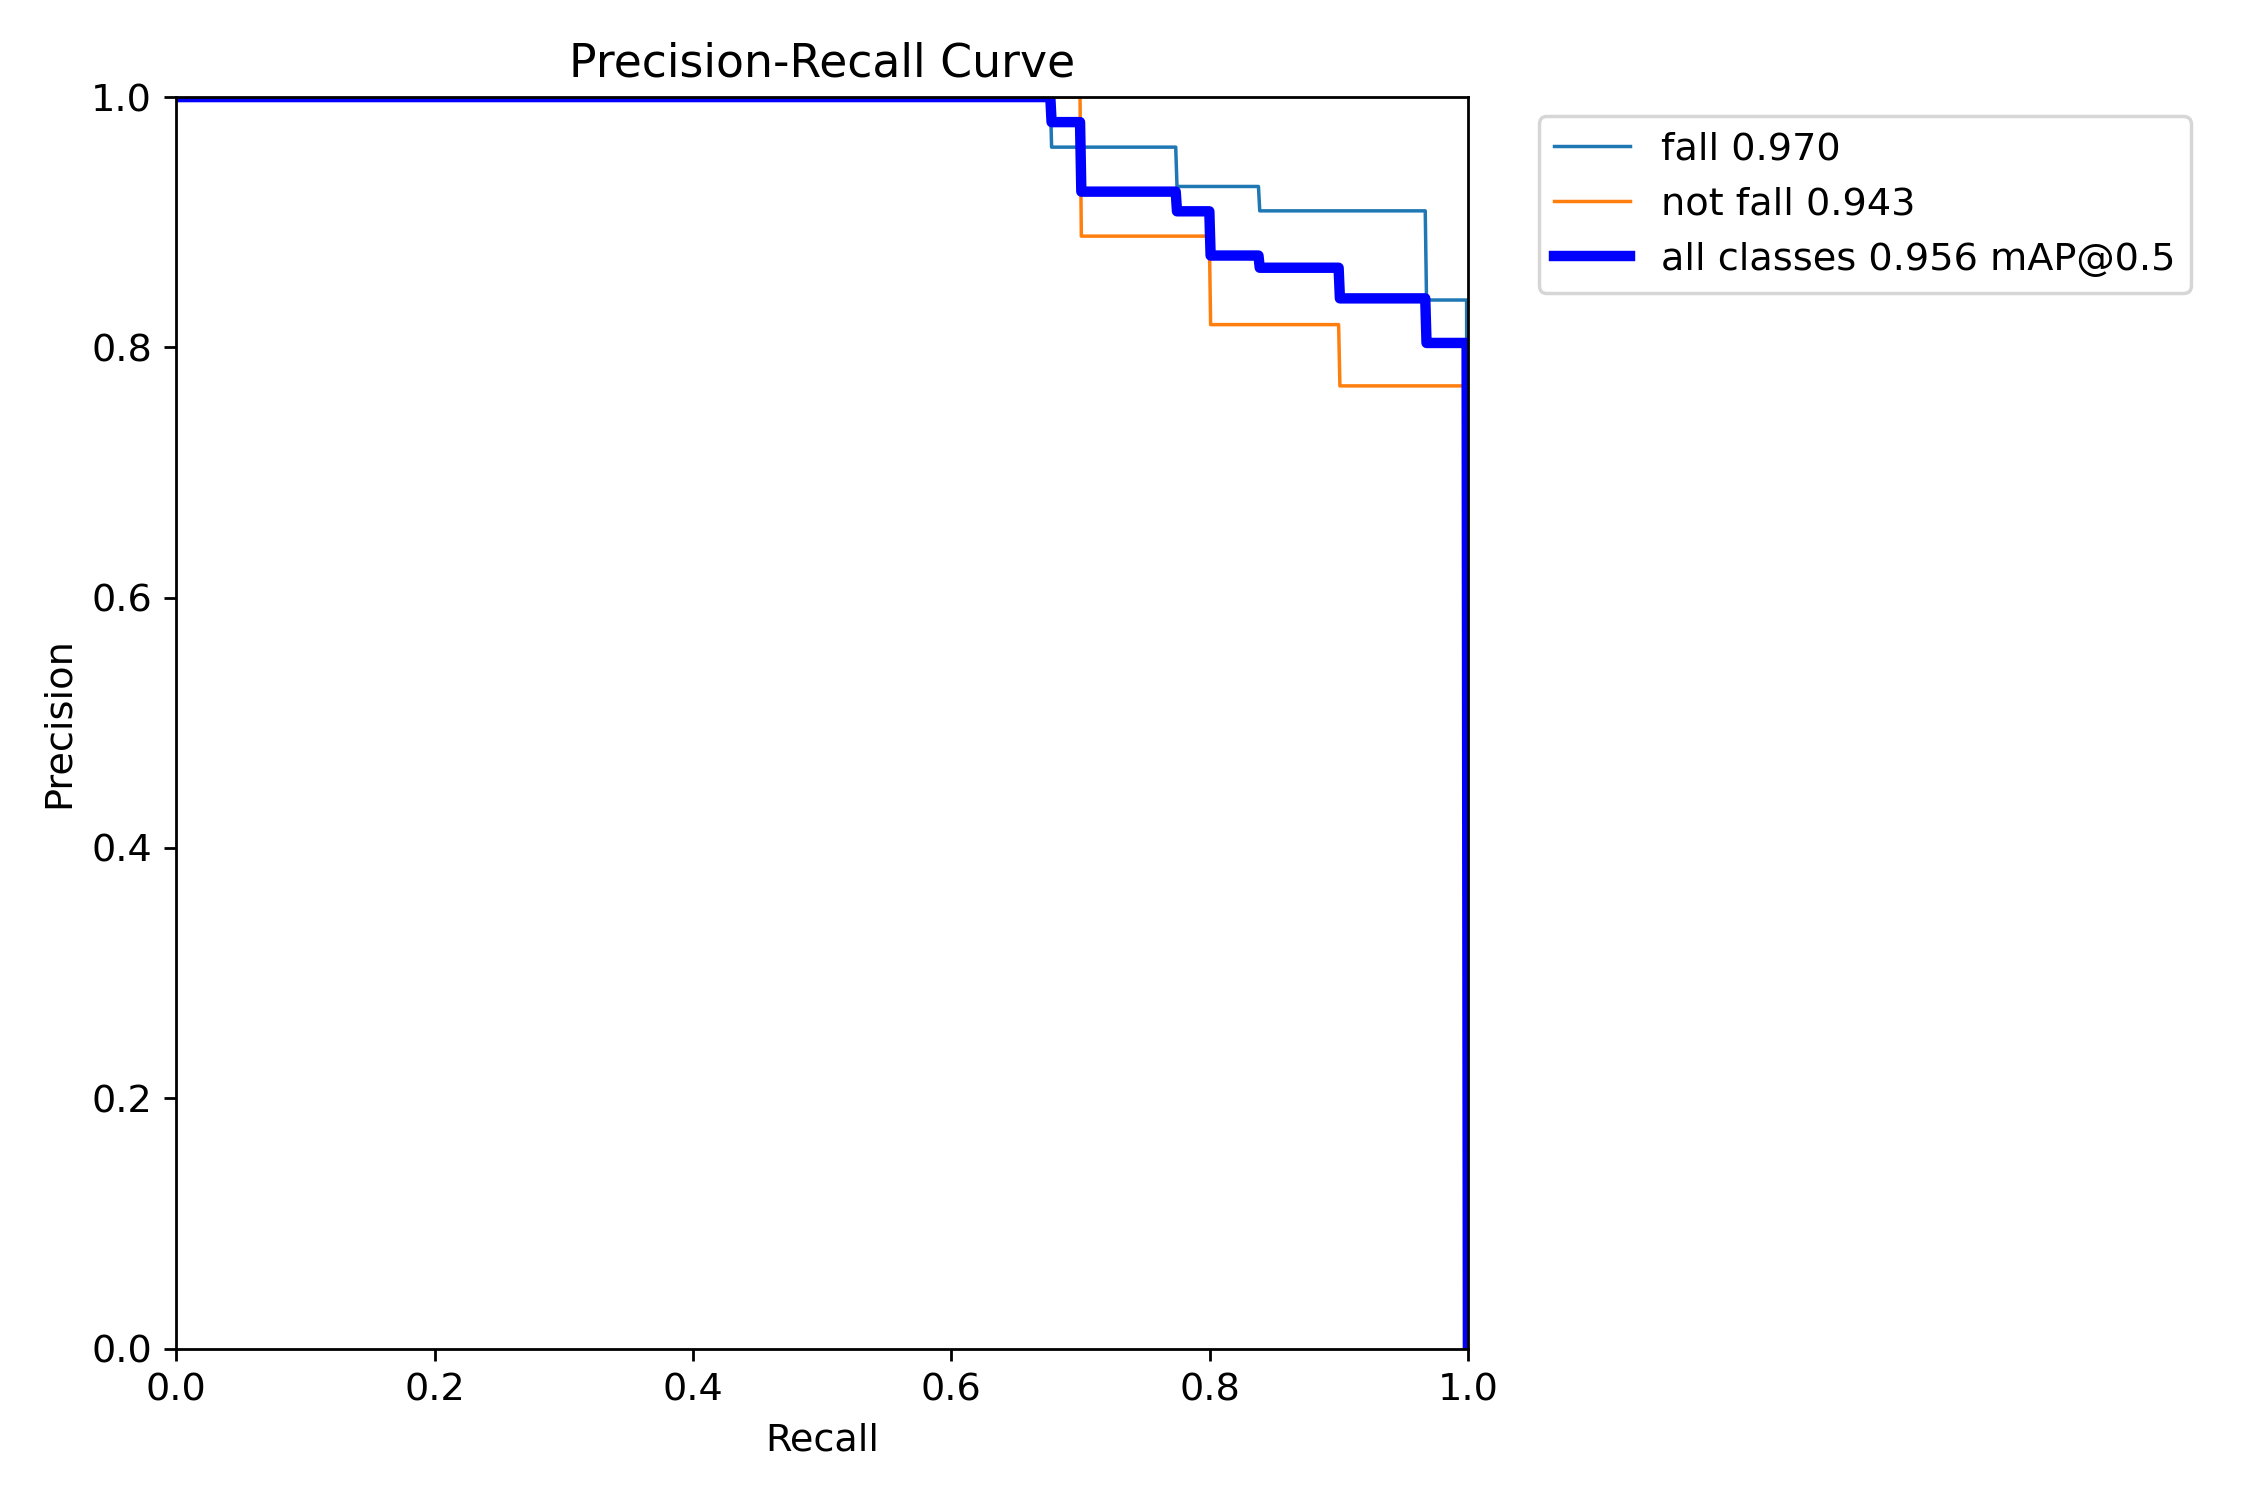 Precision-Recall Curve
1.0
0.8
0.6
0.4
0.2
0.0
Precision
0.0 0.2 0.4 0.6 0.8 1.0
Recall
fall 0.970
not fall 0.943
all classes 0.956 mAP@0.5